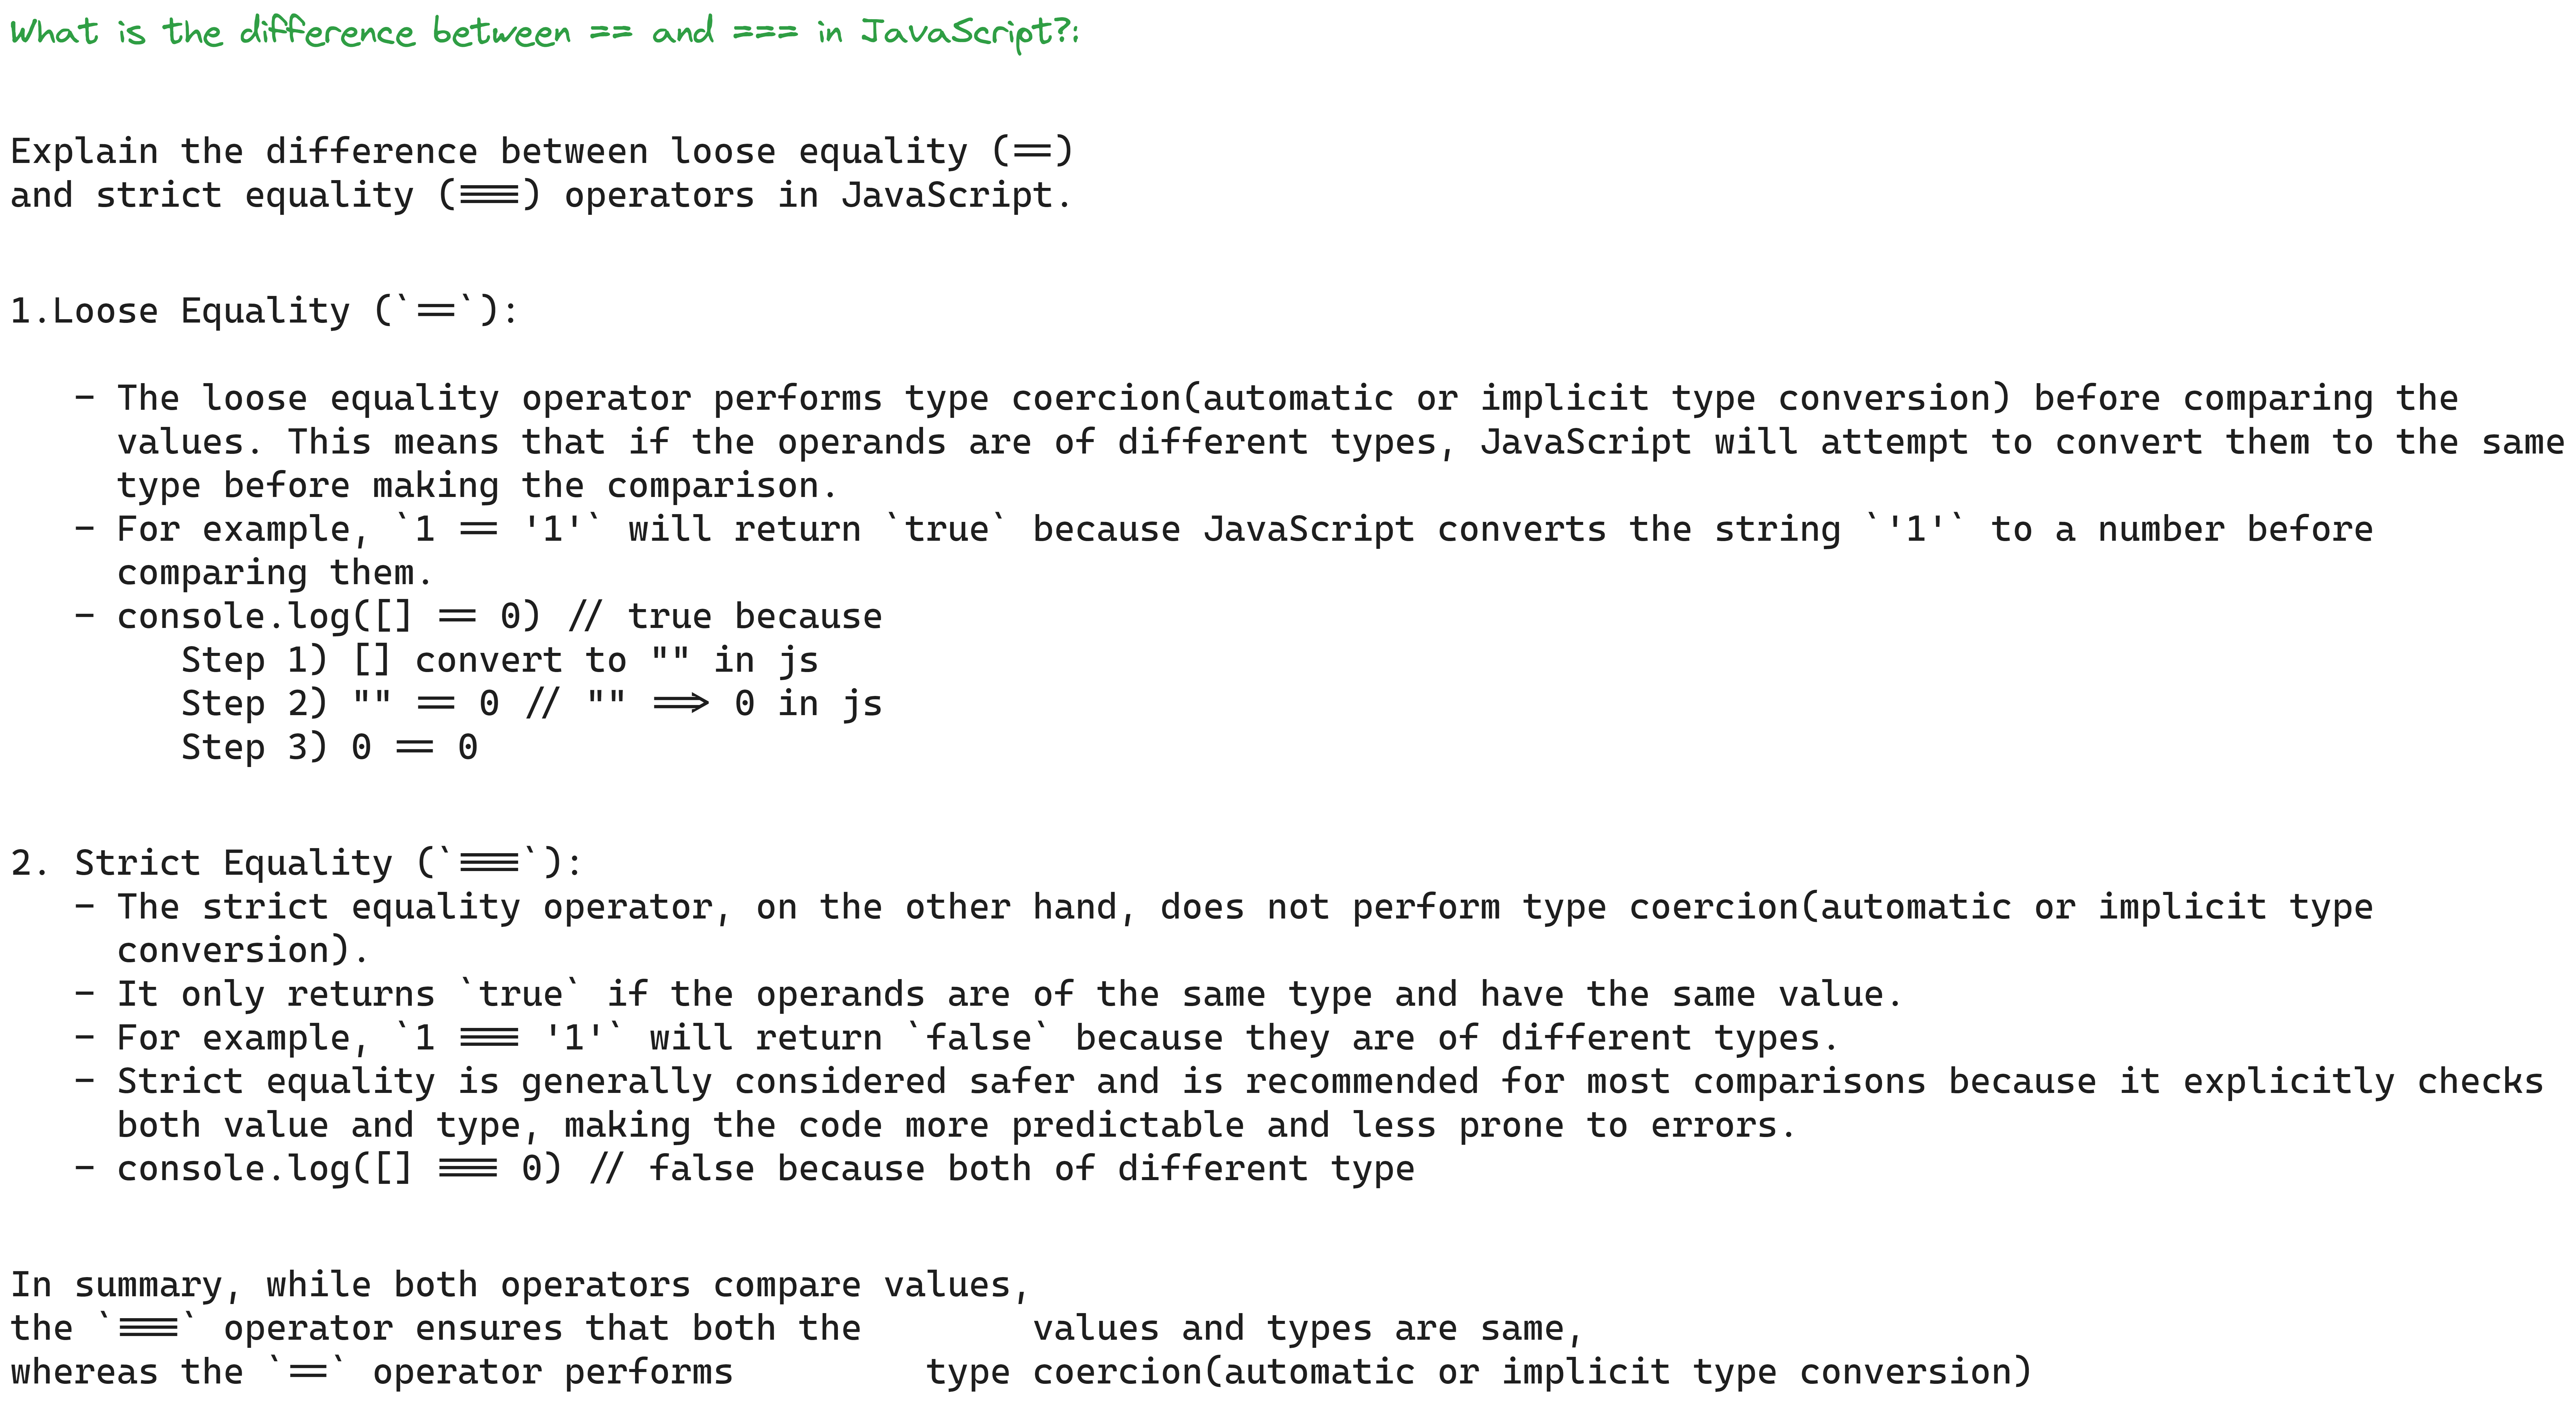 What is the difference between == and === in JavaScript?:
Explain the difference between loose equality (==)
and strict equality (===) operators in JavaScript.
1.Loose Equality (`==`):
- The loose equality operator performs type coercion(automatic or implicit type conversion) before comparing the
values. This means that if the operands are of different types, JavaScript will attempt to convert them to the same
type before making the comparison.
- For example, `1 == '1'` will return `true` because JavaScript converts the string `'1'` to a number before
comparing them.
- console.log([] == 0) // true because
Step 1) [] convert to "" in js
Step 2) "" == 0 // "" ==> 0 in js
Step 3) 0 == 0
2. Strict Equality (`===`):
- The strict equality operator, on the other hand, does not perform type coercion(automatic or implicit type
conversion).
- It only returns `true` if the operands are of the same type and have the same value.
- For example, `1 === '1'` will return `false` because they are of different types.
- Strict equality is generally considered safer and is recommended for most comparisons because it explicitly checks
both value and type, making the code more predictable and less prone to errors.
- console.log([] === 0) // false because both of different type
In summary, while both operators compare values,
the `===` operator ensures that both the        values and types are same,
whereas the `==` operator performs         type coercion(automatic or implicit type conversion)